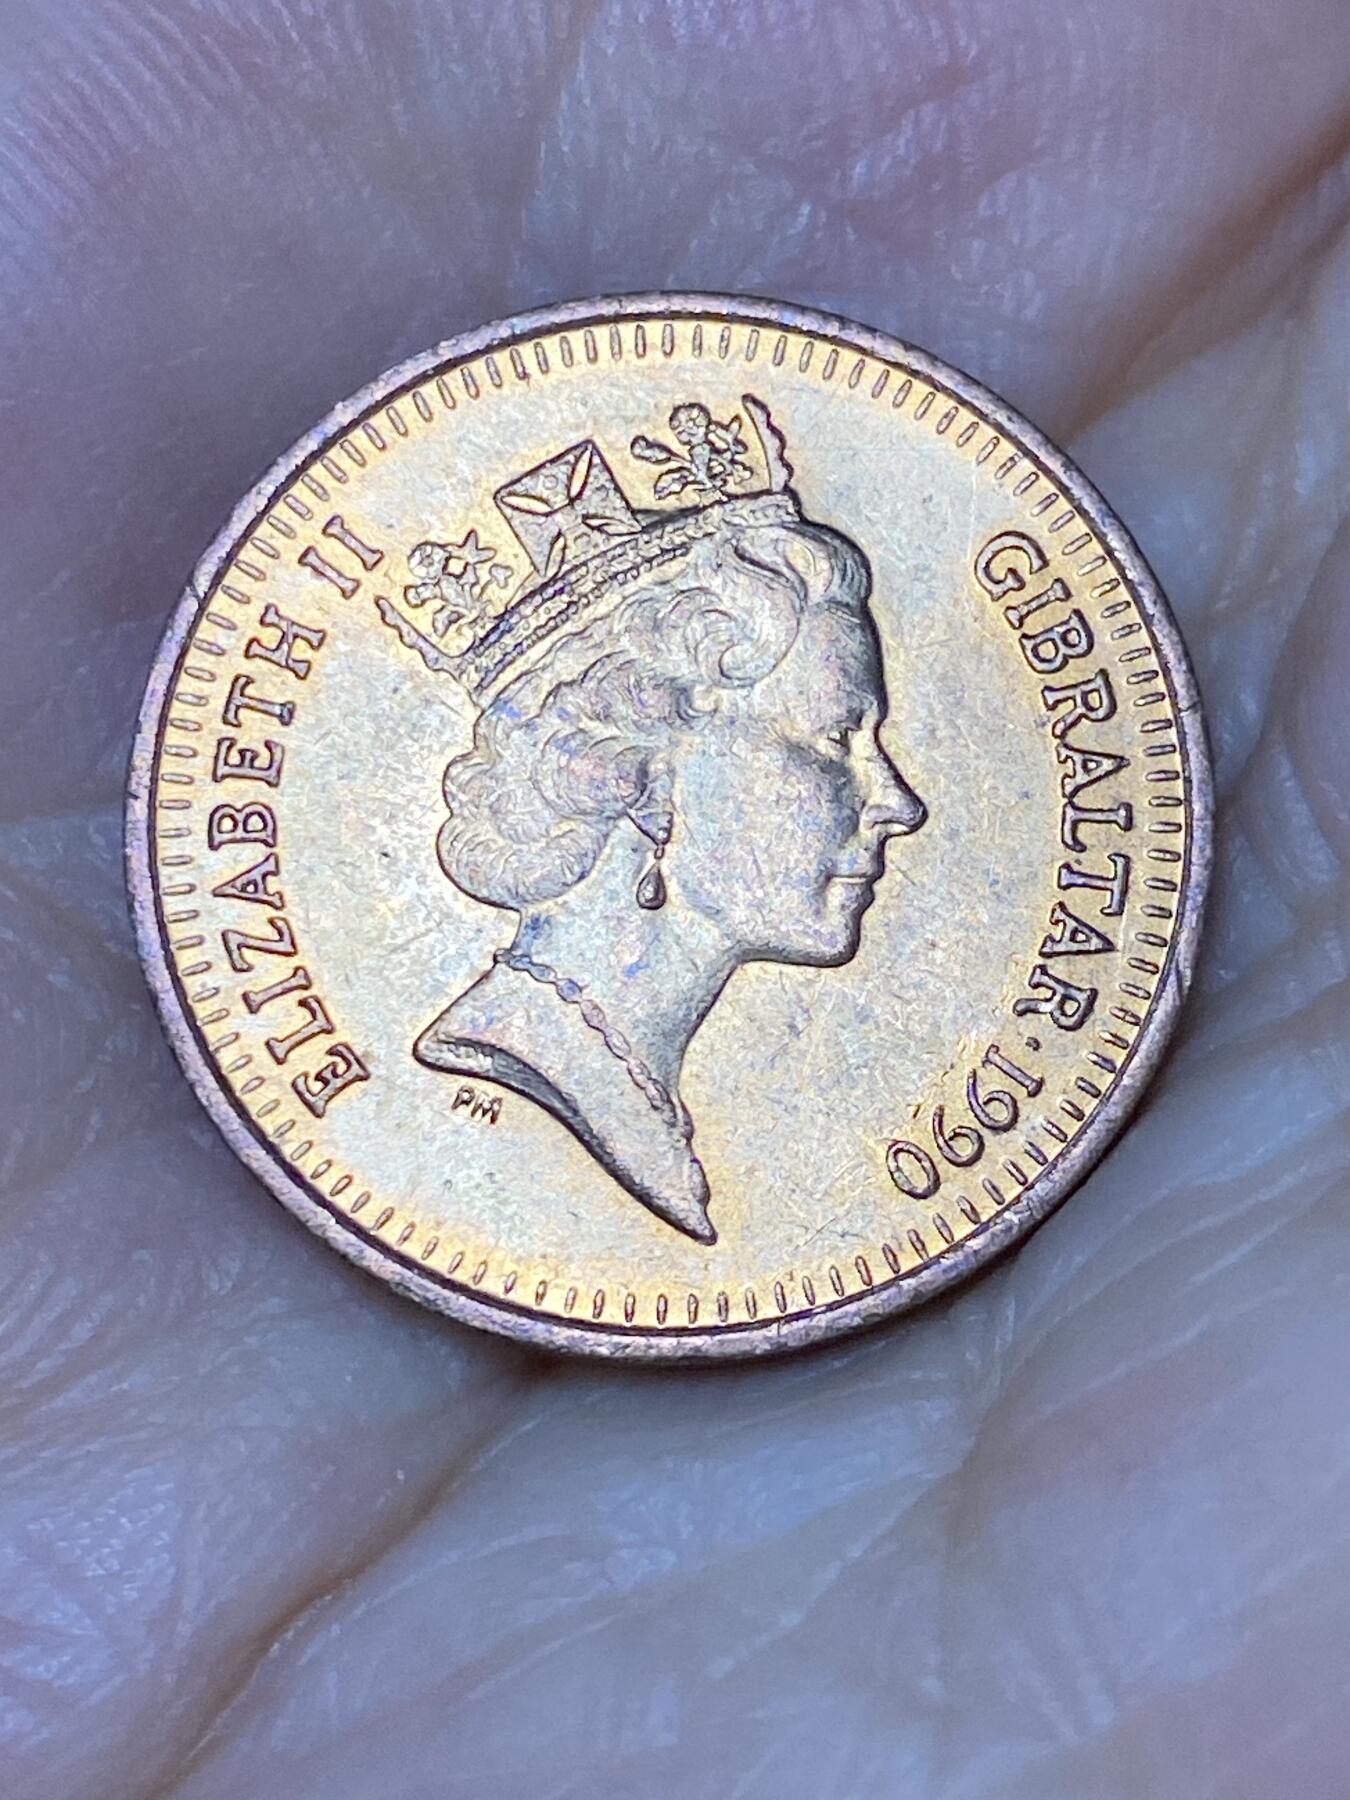 ELIZABETH II
GIBRALTAR · 1990
PM